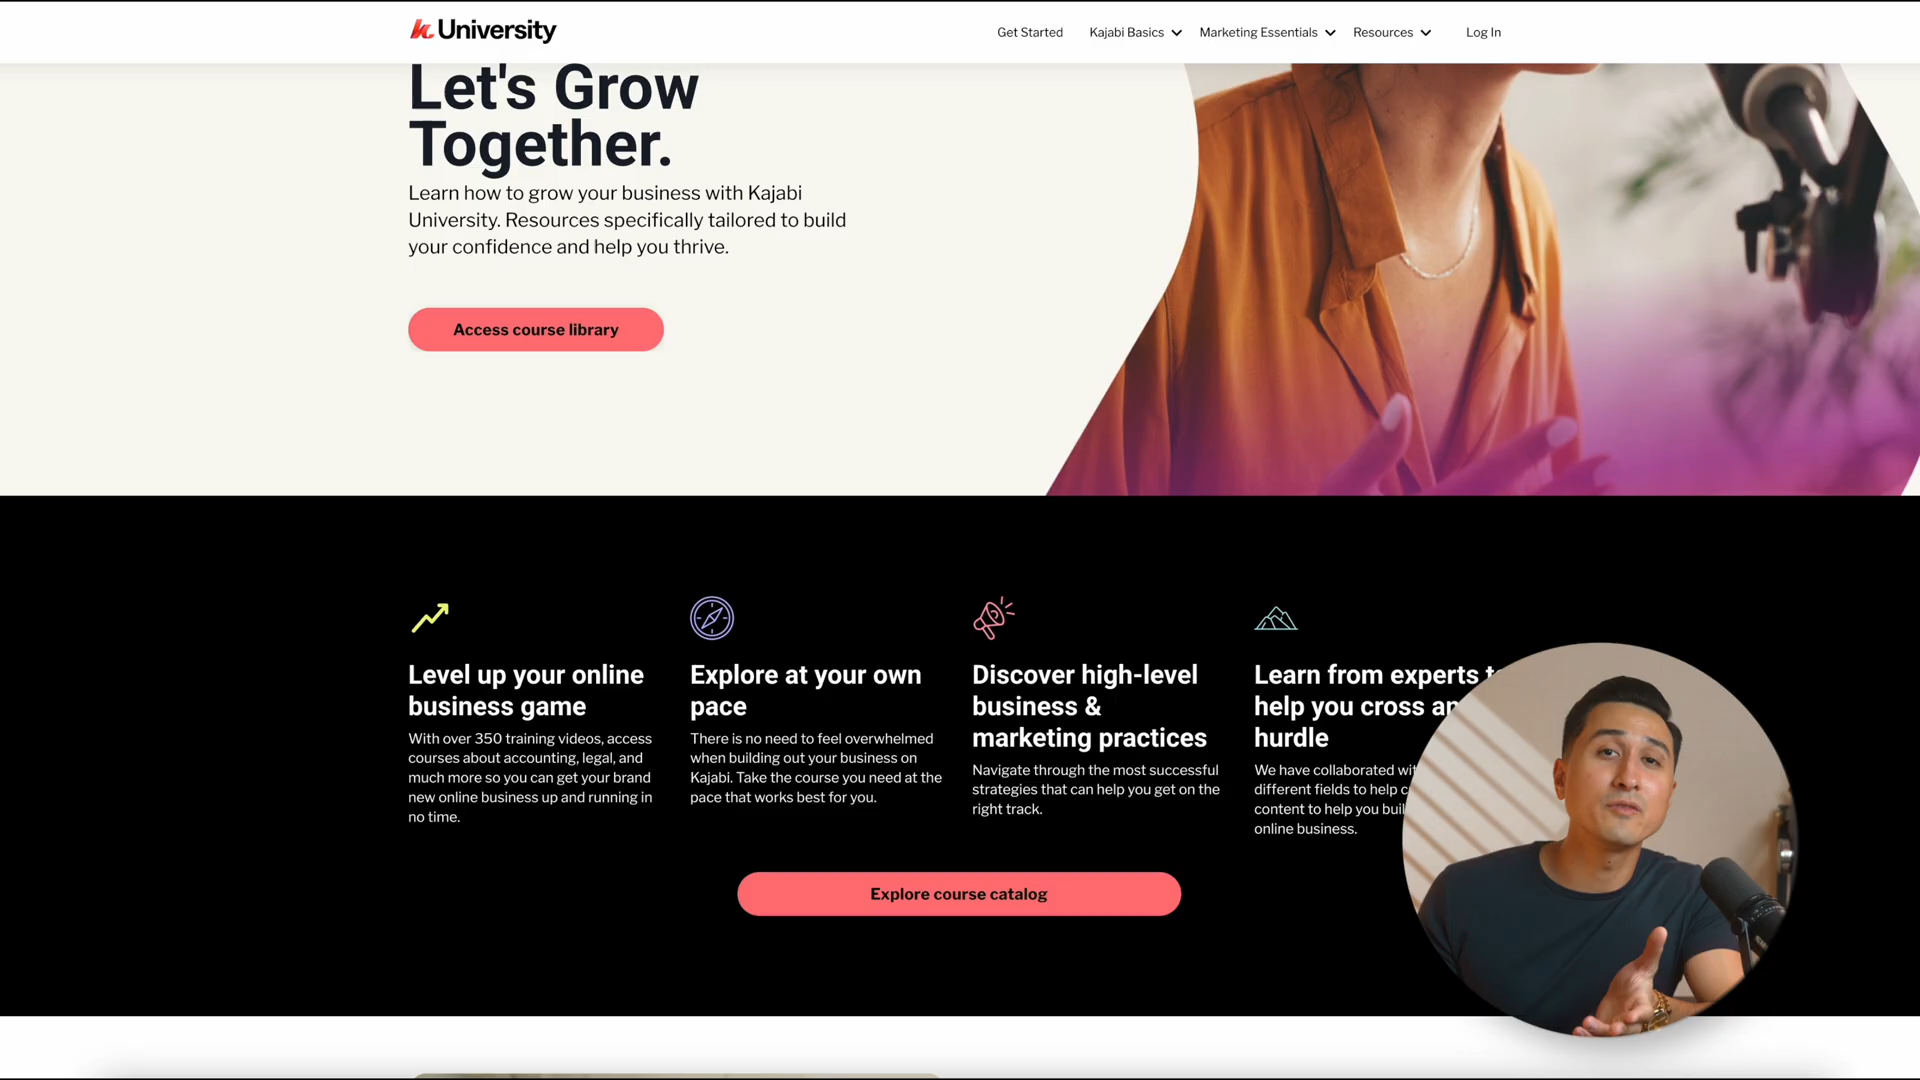 University
Get Started
Kajabi Basics
Marketing Essentials
Resources
Log In
Let's Grow
Together.
Learn how to grow your business with Kajabi
University. Resources specifically tailored to build
your confidence and help you thrive.
Access course library
Level up your online
business game
With over 350 training videos, access
courses about accounting, legal, and
much more so you can get your brand
new online business up and running in
no time.
Explore at your own
pace
There is no need to feel overwhelmed
when building out your business on
Kajabi. Take the course you need at the
pace that works best for you.
Discover high-level
business &
marketing practices
Navigate through the most successful
strategies that can help you get on the
right track.
Learn from experts
help you cross
hurdle
We have collaborated
different fields to help
content to help you
online business.
Explore course catalog